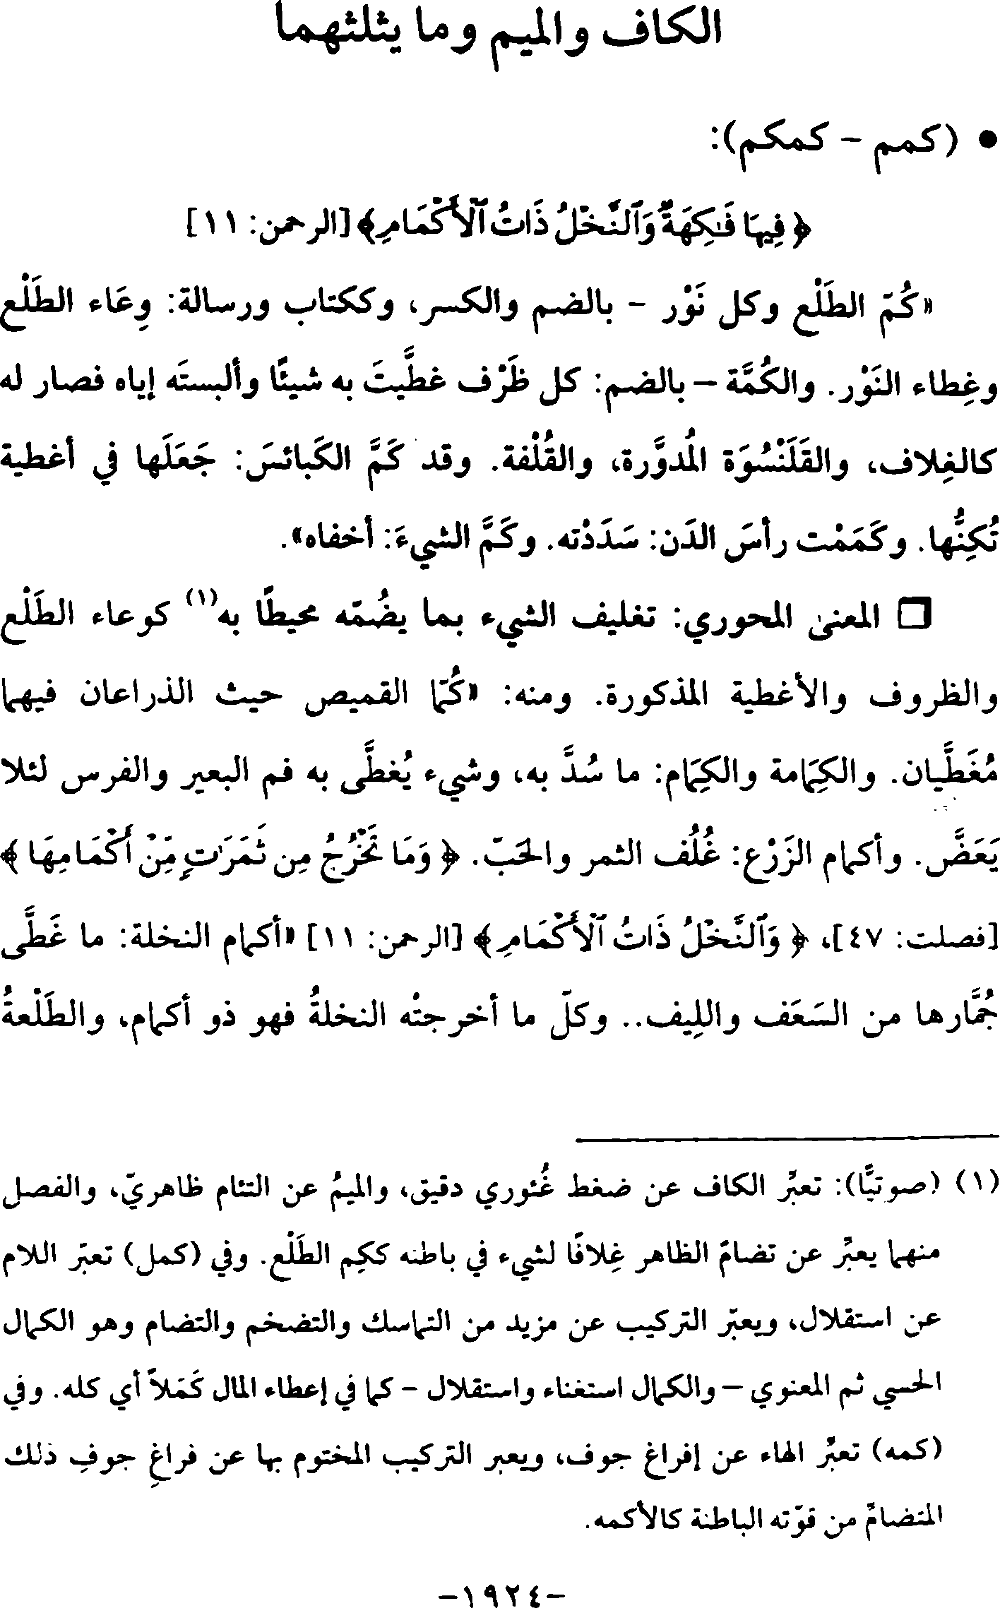 الكاف والميم وما يثلثهما
• (كمم – كمكم):
﴿ فِيهَا فَٰكِهَةٌ وَٱلنَّخْلُ ذَاتُ ٱلْأَكْمَامِ﴾ [الرحمن: ١١]
«كُمّ الطَلْع وكل نَوْر – بالضم والكسر، وككتاب ورسالة: وِعَاء الطَلْع
وغِطاء النَوْر. والكُمَّة – بالضم: كل ظَرْف غطَّيتَ به شيئًا وألبستَه إياه فصار له
كالغِلاف، والقَلَنْسُوَة المُدوَّرة، والقُلْفة. وقد كَمَّ الكَبائسَ: جَعَلَها في أغطية
تُكِنُّها. وكَمَمْت رأسَ الدَن: سَدَدْته. وكَمَّ الشيءَ: أخفاه».
□ المعنى المحوري: تغليف الشيء بما يضُمّه محيطًا به(١) كوعاء الطَلْع
والظروف والأغطية المذكورة. ومنه: «كُمّا القميص حيث الذراعان فيهما
مُغَطَّيان. والكِمَامة والكِمَام: ما سُدَّ به، وشيء يُغطَّى به فم البعير والفرس لئلا
يَعَضَّ. وأكمام الزَرْع: غُلُف الثمر والحَبّ. ﴿ وَمَا تَخْرُجُ مِن ثَمَرَٰتٍ مِّنْ أَكْمَامِهَا ﴾
[فصلت: ٤٧]، ﴿ وَٱلنَّخْلُ ذَاتُ ٱلْأَكْمَامِ﴾ [الرحمن: ١١] «أكمام النخلة: ما غَطَّى
جُمَّارها من السَعَف والليف.. وكلّ ما أخرجتْه النخلةُ فهو ذو أكمام، والطَلْعةُ
(١) (صوتيًّا): تعبِّر الكاف عن ضغط غُئوري دقيق، والميمُ عن التئام ظاهريّ، والفصل
منهما يعبِّر عن تضامّ الظاهر غِلافًا لشيء في باطنه ككِم الطَلْع. وفي (كمل) تعبّر اللام
عن استقلال، ويعبّر التركيب عن مزيد من التماسك والتضخم والتضام وهو الكمال
الحسي ثم المعنوي – والكمال استغناء واستقلال – كما في إعطاء المال كَمَلاً أي كله. وفي
(كمه) تعبِّر الهاء عن إفراغ جوف، ويعبر التركيب المختوم بها عن فراغِ جوفِ ذلك
المتضامِّ من قوّته الباطنة كالأكمه.
-١٩٢٤-